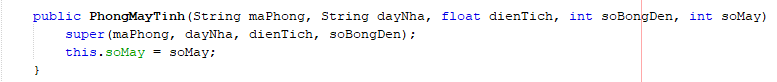 public PhongMayTinh(String maPhong, String dayNha, float dienTich, int soBongDen, int soMay)
super(maPhong, dayNha, dienTich, soBongDen);
this.soMay = soMay;
}